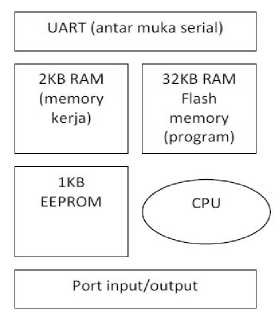 UART (antar muka serial)
2KB RAM
(memory
kerja)
32KB RAM
Flash
memory
(program)
1KB
EEPROM
CPU
Port input/output